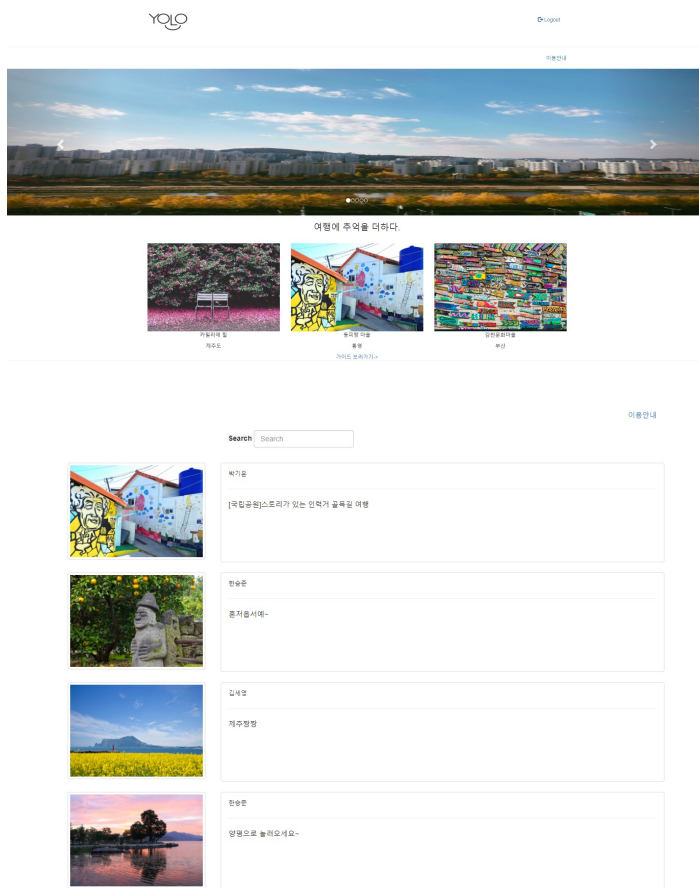 YOLO
Logout
이용안내
여행에 추억을 더하다.
카멜리아 힐
동피랑 마을
감천문화마을
제주도
통영
부산
가이드 보러가기->
이용안내
Search Search
박기웅
[국립공원]스토리가 있는 인력거 골목길 여행
한승준
혼저옵서예~
김세영
제주짱짱
한승준
양평으로 놀러오세요~